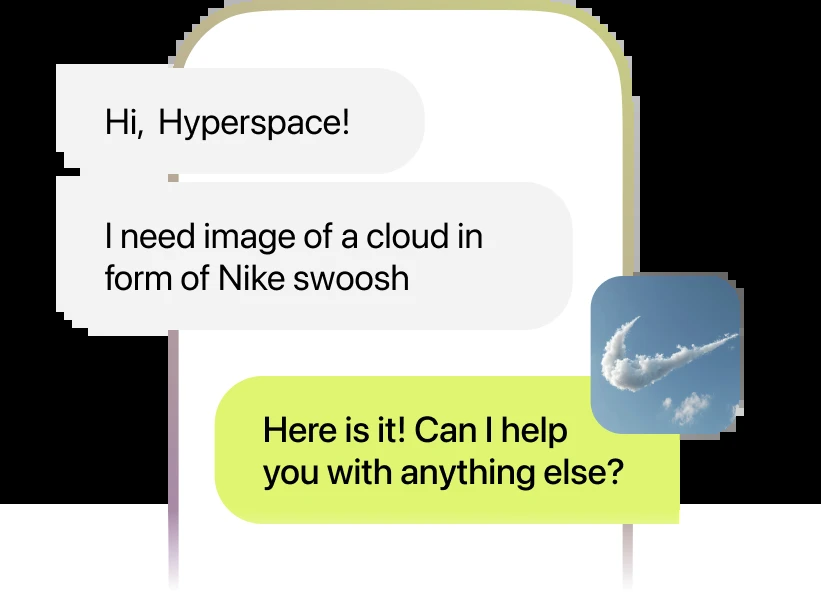 Hi, Hyperspace!
I need image of a cloud in
form of Nike swoosh
Here is it! Can I help
you with anything else?